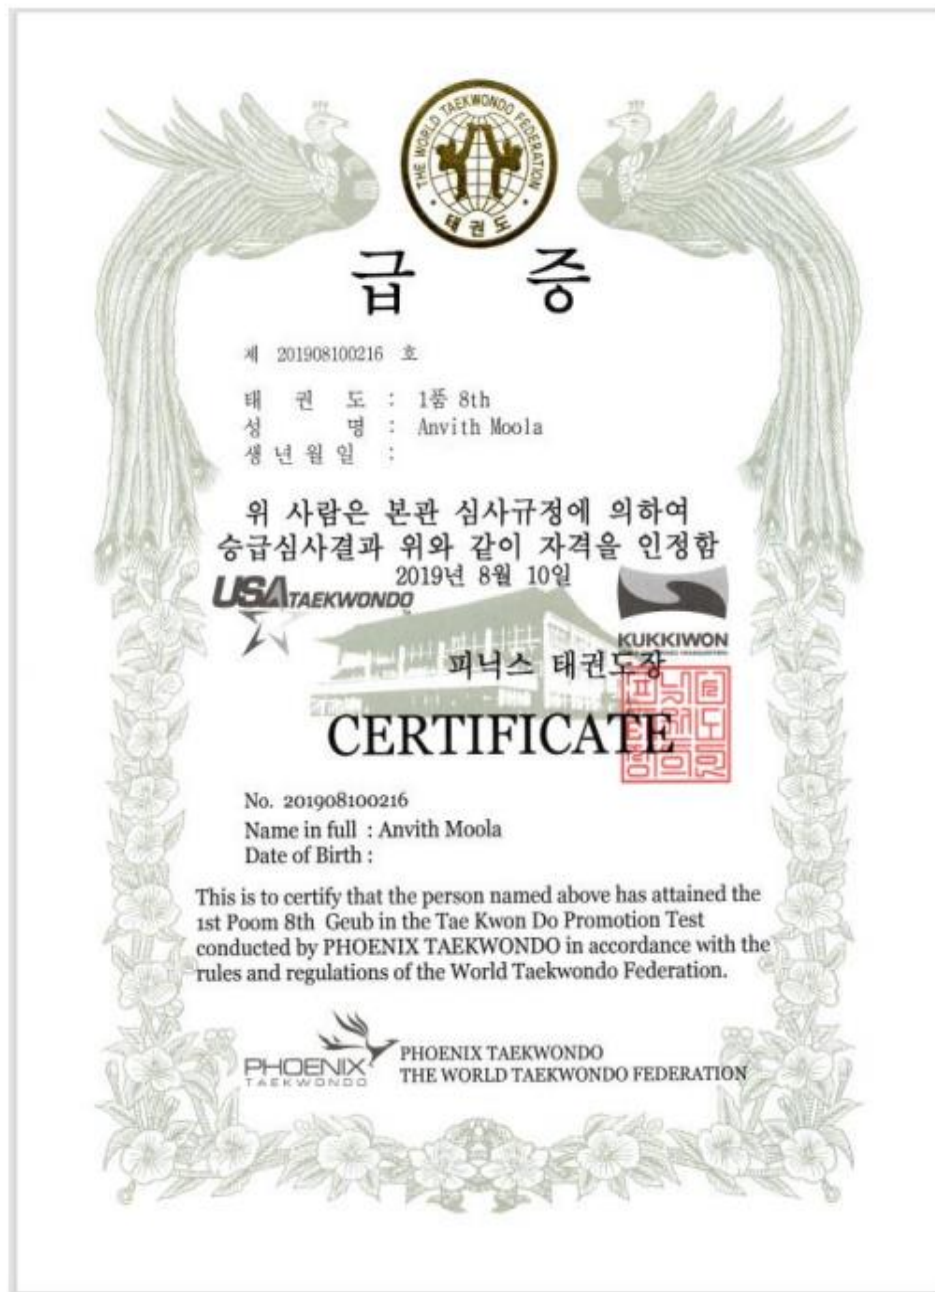 THE WORLD TAEKWONDO FEDERATION
태권도
급 증
제 201908100216 호
태 권 도 : 1품 8th
성 명 : Anvith Moola
생 년 월 일 :
위 사람은 본관 심사규정에 의하여
승급심사결과 위와 같이 자격을 인정함
2019년 8월 10일
USA TAEKWONDO
KUKKIWON
피닉스 태권도장
CERTIFICATE
No. 201908100216
Name in full : Anvith Moola
Date of Birth :
This is to certify that the person named above has attained the
1st Poom 8th Geub in the Tae Kwon Do Promotion Test
conducted by PHOENIX TAEKWONDO in accordance with the
rules and regulations of the World Taekwondo Federation.
PHOENIX
TAEKWONDO
PHOENIX TAEKWONDO
THE WORLD TAEKWONDO FEDERATION